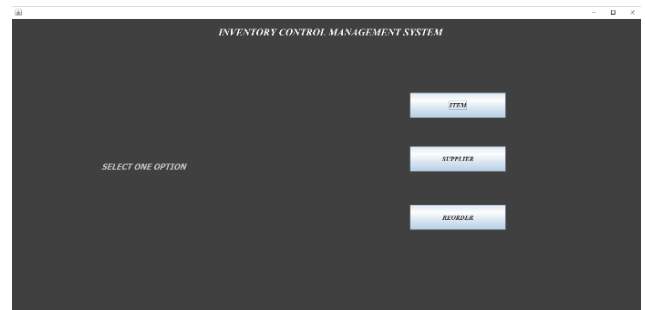 INVENTORY CONTROL MANAGEMENT SYSTEM
ITEM
SUPPLIER
SELECT ONE OPTION
REORDER